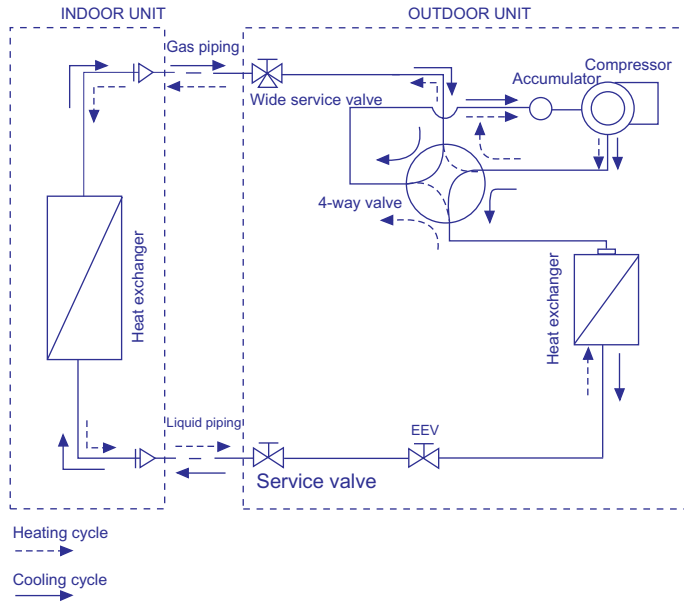 INDOOR UNIT
OUTDOOR UNIT
Gas piping
Compressor
Accumulator
Wide service valve
4-way valve
Heat exchanger
Heat exchanger
Liquid piping
EEV
Service valve
Heating cycle
Cooling cycle